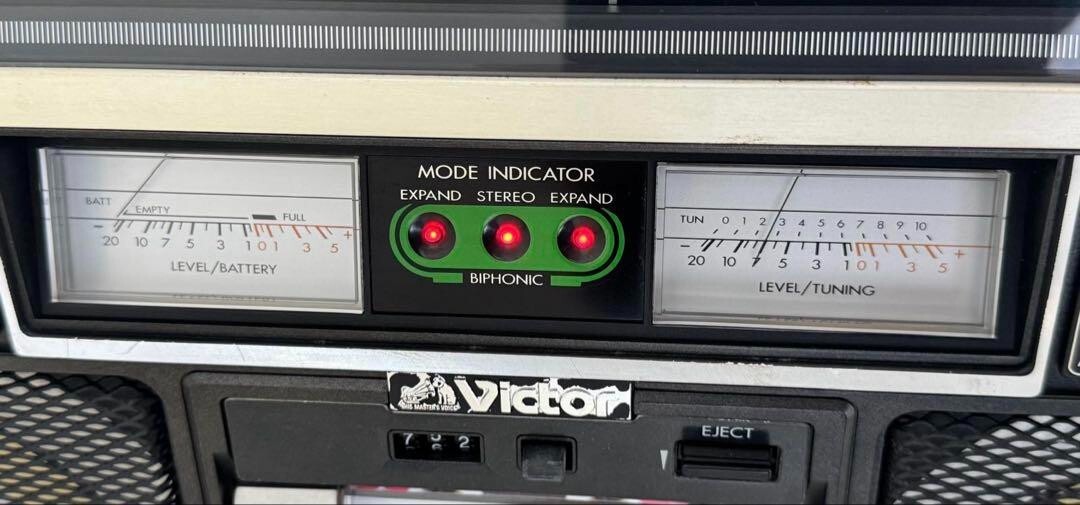 BATT
EMPTY
FULL
- 20 10 7 5 3 1 0 1 3 5 +
LEVEL/BATTERY
MODE INDICATOR
EXPAND STEREO EXPAND
BIPHONIC
TUN 0 1 2 3 4 5 6 7 8 9 10
- 20 10 7 5 3 1 0 1 3 5 +
LEVEL/TUNING
HIS MASTER'S VOICE
Victor
7 2
EJECT